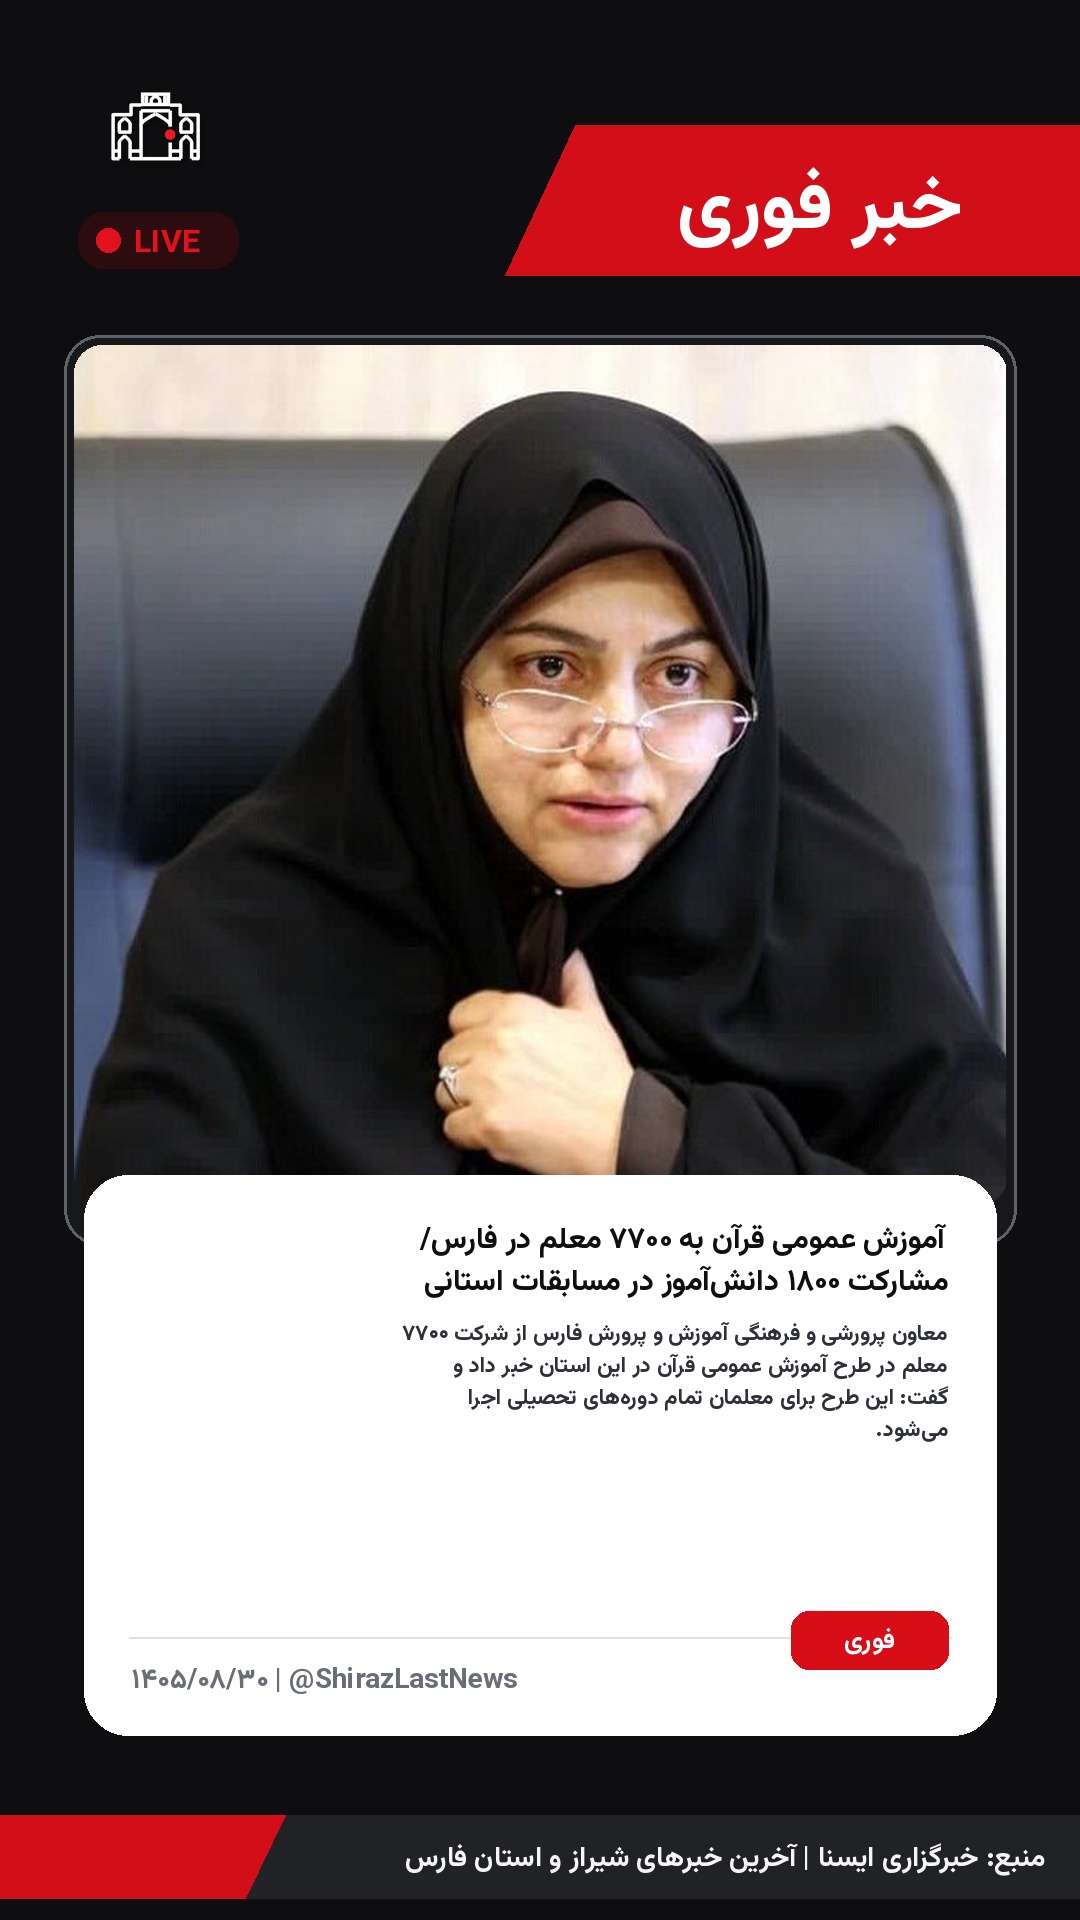 خبر فوری
LIVE
آموزش عمومی قرآن به ۷۷۰۰ معلم در فارس/
مشارکت ۱۸۰۰ دانش‌آموز در مسابقات استانی
معاون پرورشی و فرهنگی آموزش و پرورش فارس از شرکت ۷۷۰۰
معلم در طرح آموزش عمومی قرآن در این استان خبر داد و
گفت: این طرح برای معلمان تمام دوره‌های تحصیلی اجرا
می‌شود.
فوری
۱۴۰۵/۰۸/۳۰ | @ShirazLastNews
منبع: خبرگزاری ایسنا | آخرین خبرهای شیراز و استان فارس